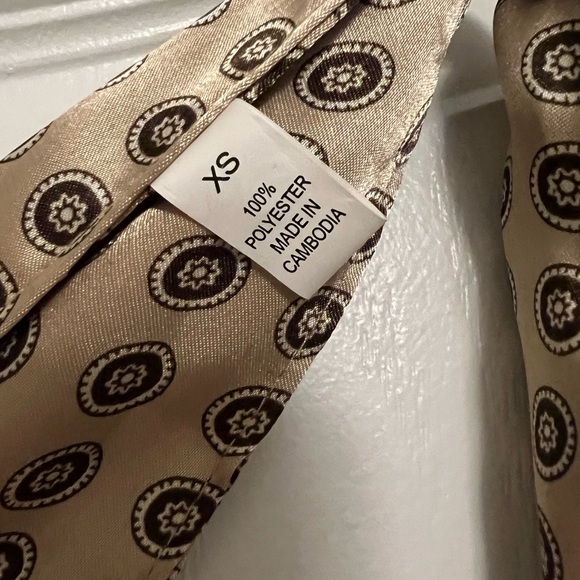 XS
100%
POLYESTER
MADE IN
CAMBODIA